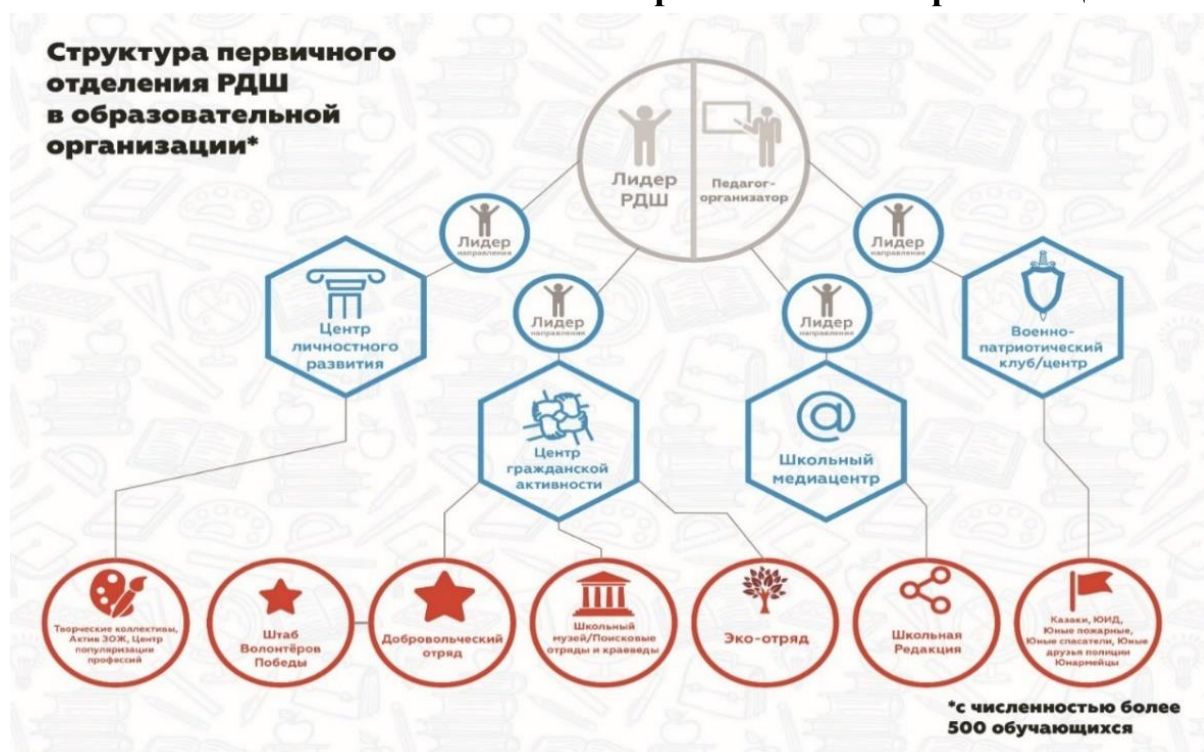 Структура первичного
отделения РДШ
в образовательной
организации*
Лидер
РДШ
Педагог-
организатор
Лидер
направления
Лидер
направления
Лидер
направления
Лидер
направления
Центр
личностного
развития
Центр
гражданской
активности
Школьный
медиацентр
Военно-
патриотический
клуб/центр
Творческие коллективы,
Актив ЗОЖ, Центр
популяризации
профессий
Штаб
Волонтёров
Победы
Добровольческий
отряд
Школьный
музей/Поисковые
отряды и краеведы
Эко-отряд
Школьная
Редакция
Казаки, ЮИД,
Юные пожарные,
Юные спасатели, Юные
друзья полиции
Юнармейцы
*с численностью более
500 обучающихся